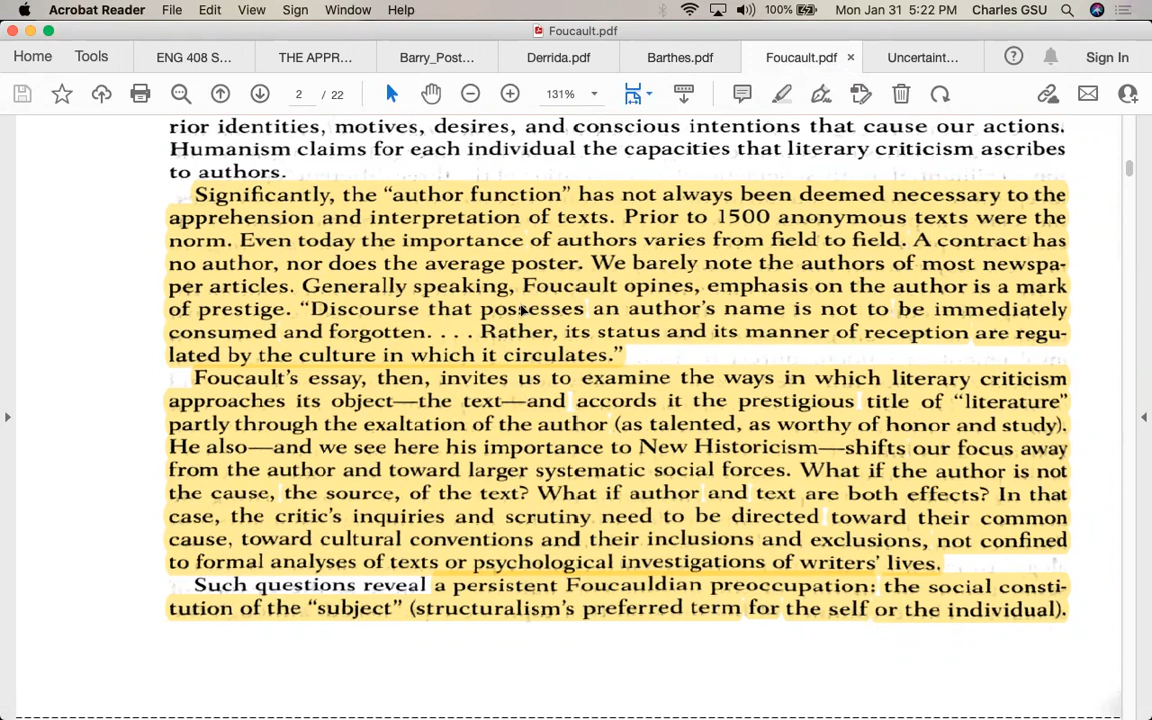 Acrobat Reader File Edit View Sign Window Help 100% Mon Jan 31 5:22 PM Charles GSU
Foucault.pdf
Home Tools ENG 408 S... THE APPR... Barry_Post... Derrida.pdf Barthes.pdf Foucault.pdf × Uncertaint... Sign In
2 / 22 131%
rior identities, motives, desires, and conscious intentions that cause our actions.
Humanism claims for each individual the capacities that literary criticism ascribes
to authors.
Significantly, the “author function” has not always been deemed necessary to the
apprehension and interpretation of texts. Prior to 1500 anonymous texts were the
norm. Even today the importance of authors varies from field to field. A contract has
no author, nor does the average poster. We barely note the authors of most newspa-
per articles. Generally speaking, Foucault opines, emphasis on the author is a mark
of prestige. “Discourse that possesses an author’s name is not to be immediately
consumed and forgotten. . . . Rather, its status and its manner of reception are regu-
lated by the culture in which it circulates.”
Foucault’s essay, then, invites us to examine the ways in which literary criticism
approaches its object—the text—and accords it the prestigious title of “literature”
partly through the exaltation of the author (as talented, as worthy of honor and study).
He also—and we see here his importance to New Historicism—shifts our focus away
from the author and toward larger systematic social forces. What if the author is not
the cause, the source, of the text? What if author and text are both effects? In that
case, the critic’s inquiries and scrutiny need to be directed toward their common
cause, toward cultural conventions and their inclusions and exclusions, not confined
to formal analyses of texts or psychological investigations of writers’ lives.
Such questions reveal a persistent Foucauldian preoccupation: the social consti-
tution of the “subject” (structuralism’s preferred term for the self or the individual).